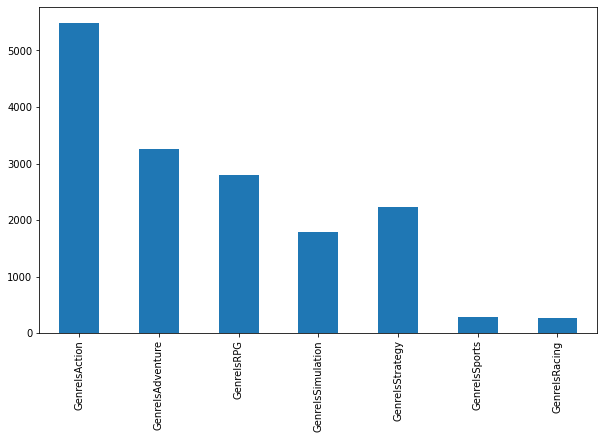 5000
4000
3000
2000
1000
0
GenreIsAction
GenreIsAdventure
GenreIsRPG
GenreIsSimulation
GenreIsStrategy
GenreIsSports
GenreIsRacing